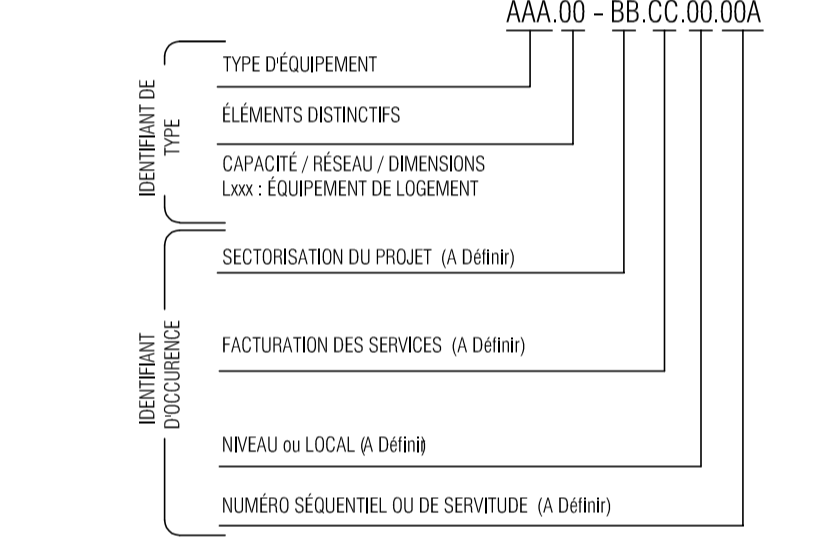 AAA.00 - BB.CC.00.00A
IDENTIFIANT DE
TYPE
TYPE D'ÉQUIPEMENT
ÉLÉMENTS DISTINCTIFS
CAPACITÉ / RÉSEAU / DIMENSIONS
Lxxx : ÉQUIPEMENT DE LOGEMENT
IDENTIFIANT
D'OCCURENCE
SECTORISATION DU PROJET (A Définir)
FACTURATION DES SERVICES (A Définir)
NIVEAU ou LOCAL (A Définir)
NUMÉRO SÉQUENTIEL OU DE SERVITUDE (A Définir)